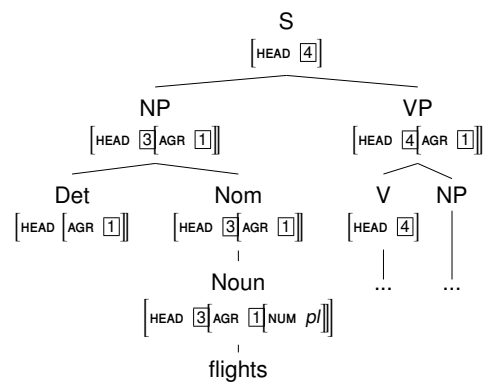 S
[HEAD 4]
NP VP
[HEAD 3[AGR 1]] [HEAD 4[AGR 1]]
Det Nom V NP
[HEAD [AGR 1]] [HEAD 3[AGR 1]] [HEAD 4]
... ...
Noun
[HEAD 3[AGR 1[NUM pl]]]
flights